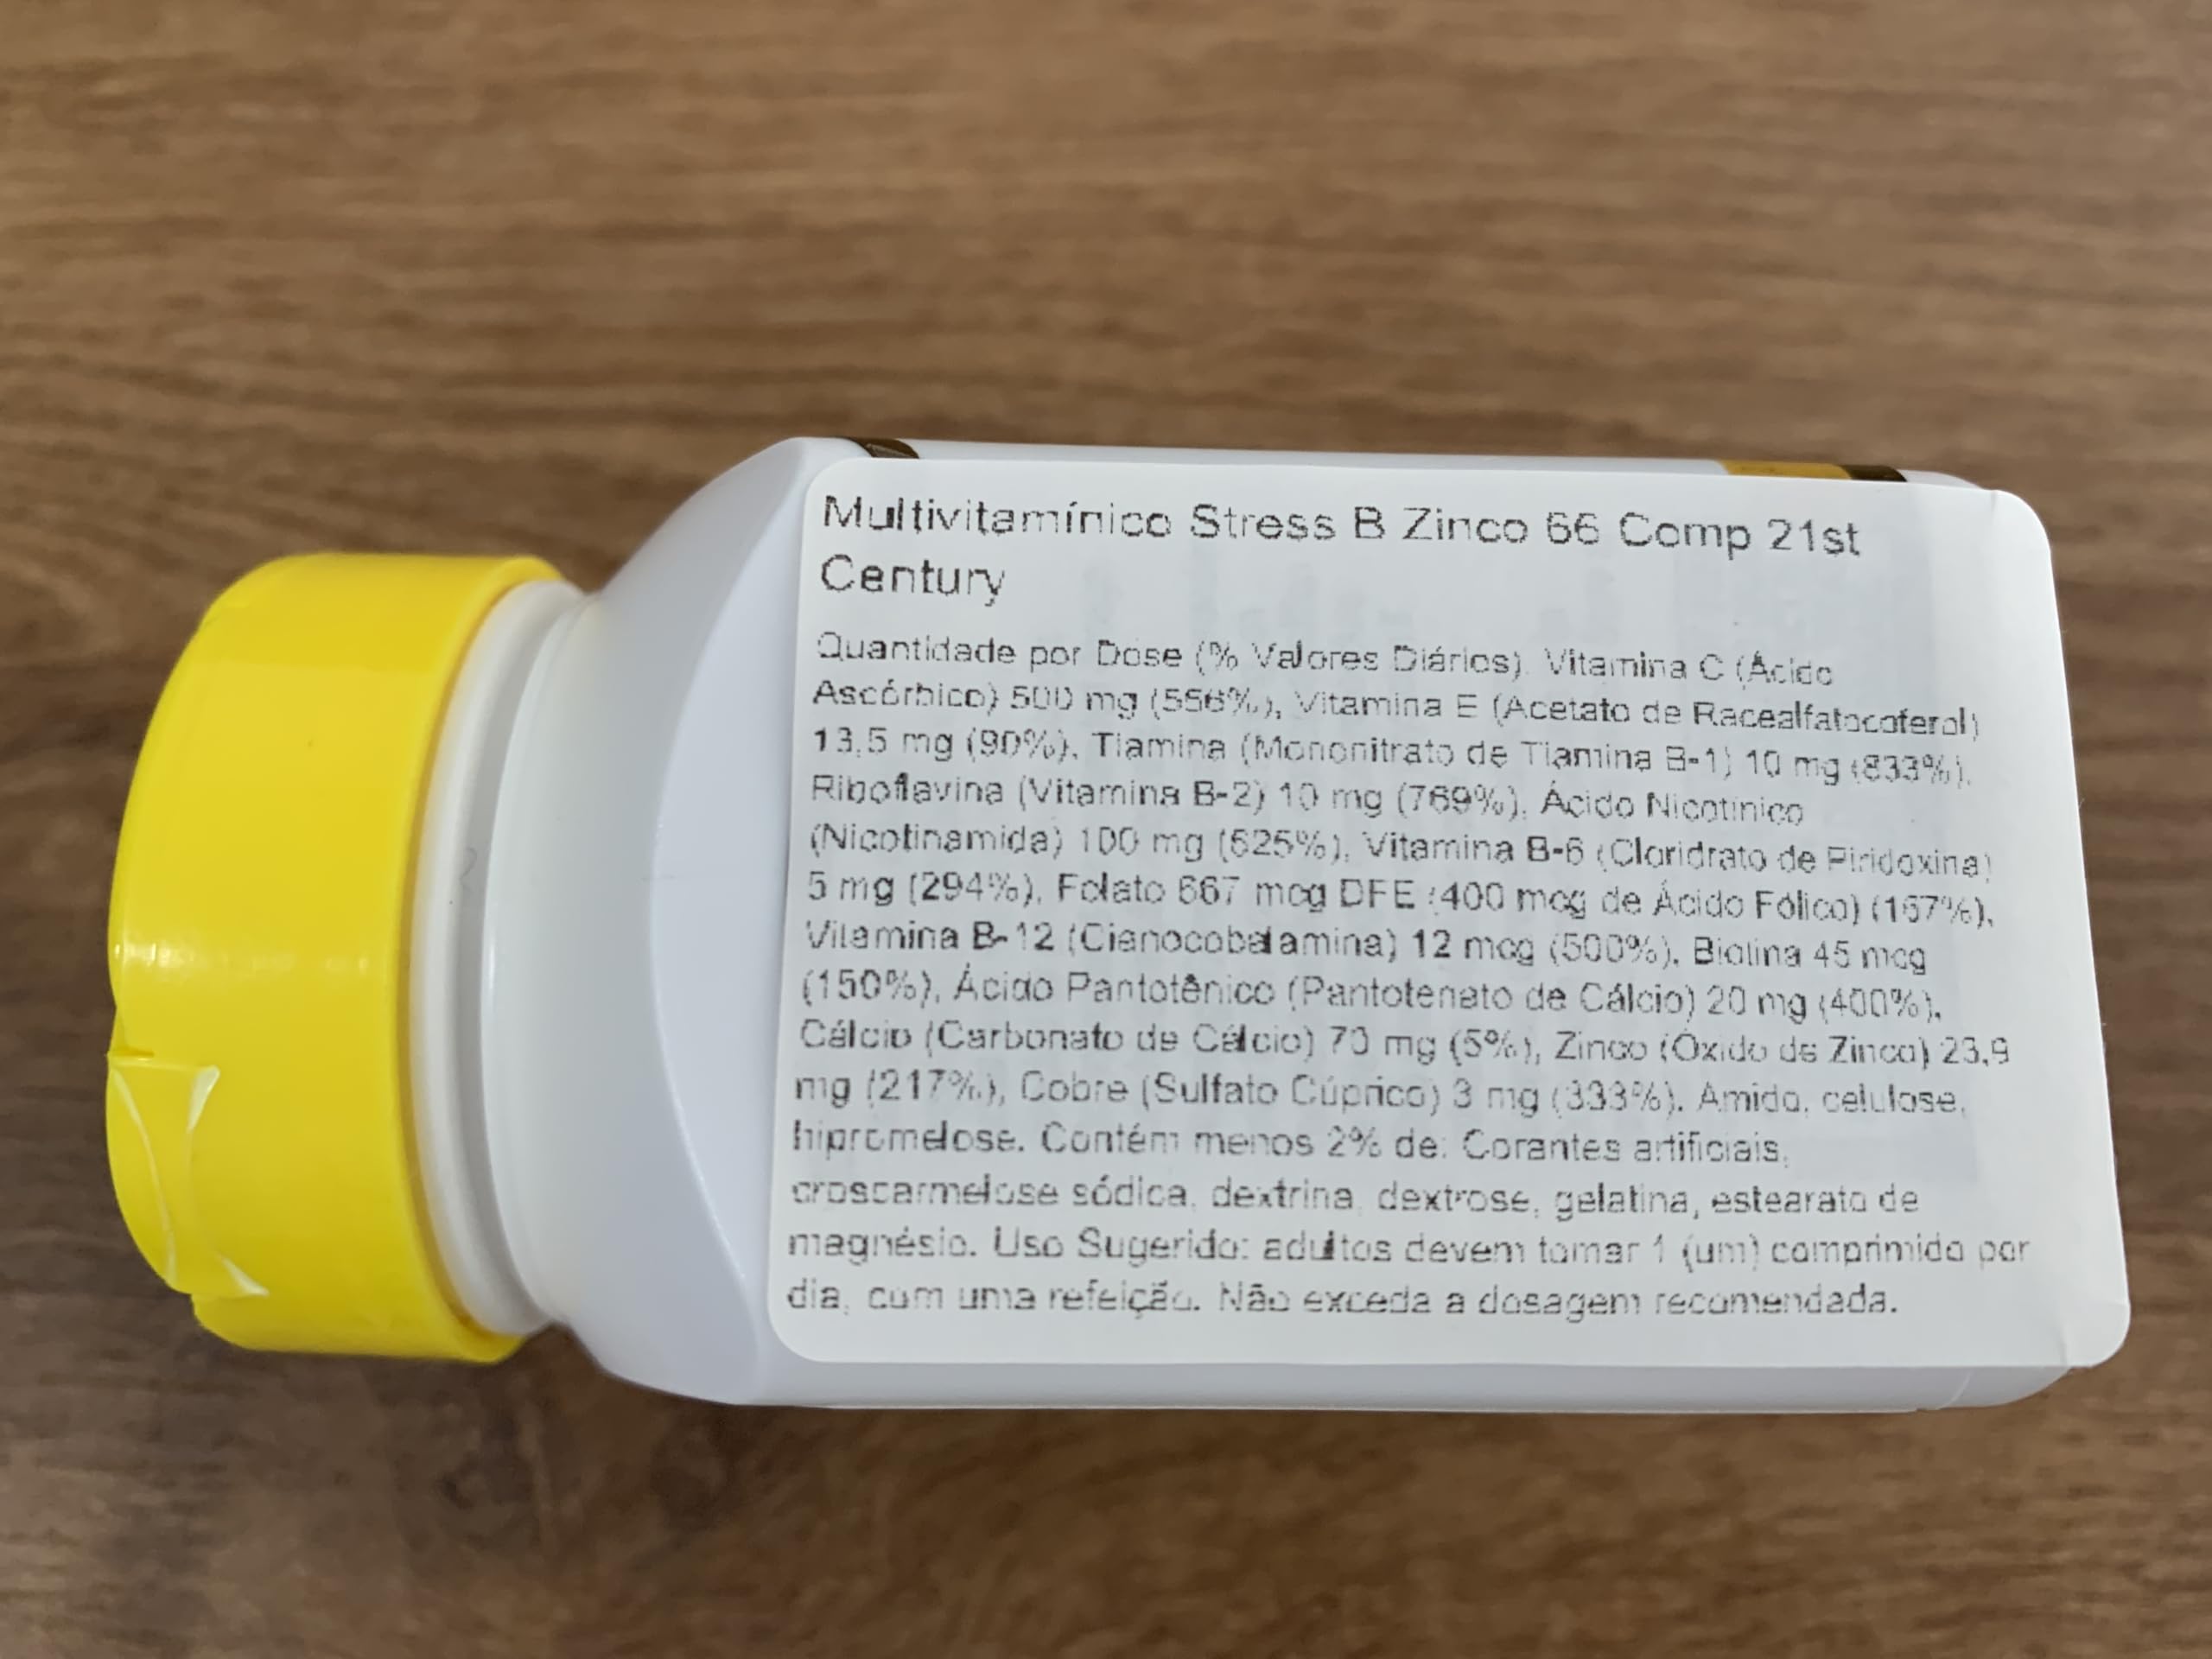 Multivitamínico Stress B Zinco 66 Comp 21st
Century
Quantidade por Dose (% Valores Diários). Vitamina C (Ácido
Ascórbico) 500 mg (556%), Vitamina E (Acetato de Racealfatocoferol)
13,5 mg (90%), Tiamina (Mononitrato de Tiamina B-1) 10 mg (833%),
Riboflavina (Vitamina B-2) 10 mg (769%), Ácido Nicotínico
(Nicotinamida) 100 mg (625%), Vitamina B-6 (Cloridrato de Piridoxina)
5 mg (294%), Folato 667 mcg DFE (400 mcg de Ácido Fólico) (167%),
Vitamina B-12 (Cianocobalamina) 12 mcg (500%), Biotina 45 mcg
(150%), Ácido Pantotênico (Pantotenato de Cálcio) 20 mg (400%),
Cálcio (Carbonato de Cálcio) 70 mg (5%), Zinco (Óxido de Zinco) 23,9
mg (217%), Cobre (Sulfato Cúprico) 3 mg (333%). Amido, celulose,
hipromelose. Contém menos 2% de: Corantes artificiais,
croscarmelose sódica, dextrina, dextrose, gelatina, estearato de
magnésio. Uso Sugerido: adultos devem tomar 1 (um) comprimido por
dia, com uma refeição. Não exceda a dosagem recomendada.